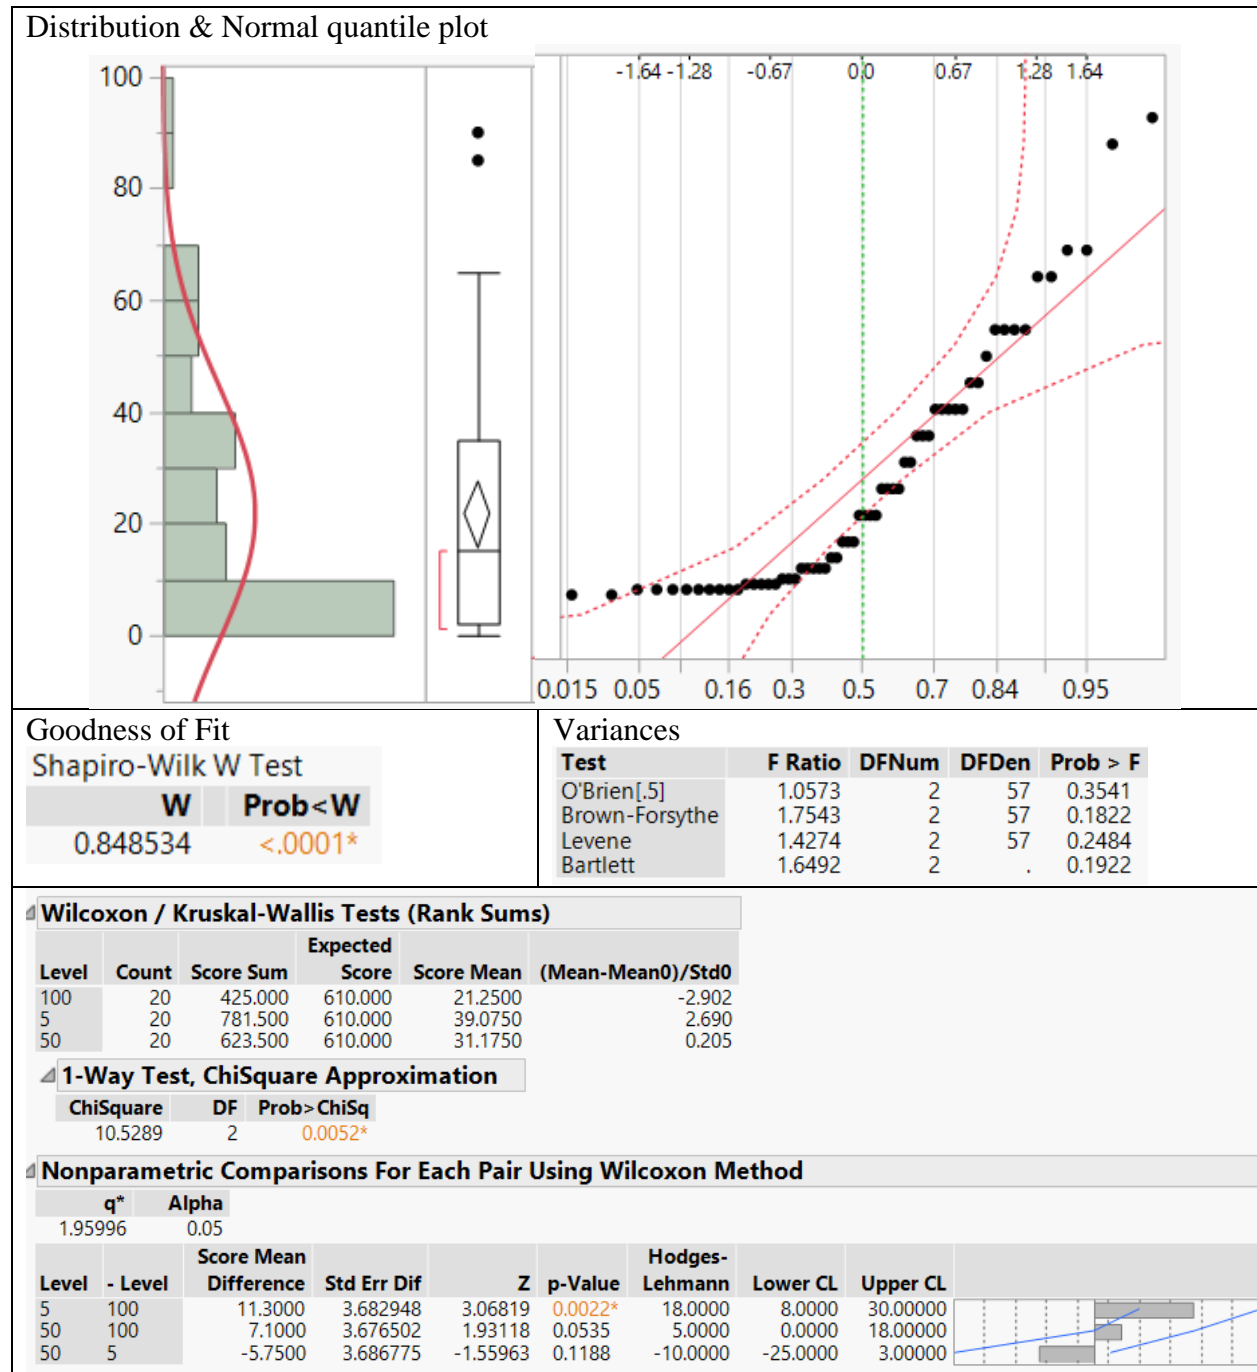 Distribution & Normal quantile plot
-1.64 -1.28 -0.67 0.0 0.67 1.28 1.64
100
80
60
40
20
0
0.015 0.05 0.16 0.3 0.5 0.7 0.84 0.95
Goodness of Fit
Shapiro-Wilk W Test
W Prob<W
0.848534 <.0001*
Variances
Test F Ratio DFNum DFDen Prob > F
O'Brien[.5] 1.0573 2 57 0.3541
Brown-Forsythe 1.7543 2 57 0.1822
Levene 1.4274 2 57 0.2484
Bartlett 1.6492 2 . 0.1922
Wilcoxon / Kruskal-Wallis Tests (Rank Sums)
Expected
Level Count Score Sum Score Score Mean (Mean-Mean0)/Std0
100 20 425.000 610.000 21.2500 -2.902
5 20 781.500 610.000 39.0750 2.690
50 20 623.500 610.000 31.1750 0.205
1-Way Test, ChiSquare Approximation
ChiSquare DF Prob>ChiSq
10.5289 2 0.0052*
Nonparametric Comparisons For Each Pair Using Wilcoxon Method
q* Alpha
1.95996 0.05
Score Mean Hodges-
Level - Level Difference Std Err Dif Z p-Value Lehmann Lower CL Upper CL
5 100 11.3000 3.682948 3.06819 0.0022* 18.0000 8.0000 30.00000
50 100 7.1000 3.676502 1.93118 0.0535 5.0000 0.0000 18.00000
50 5 -5.7500 3.686775 -1.55963 0.1188 -10.0000 -25.0000 3.00000